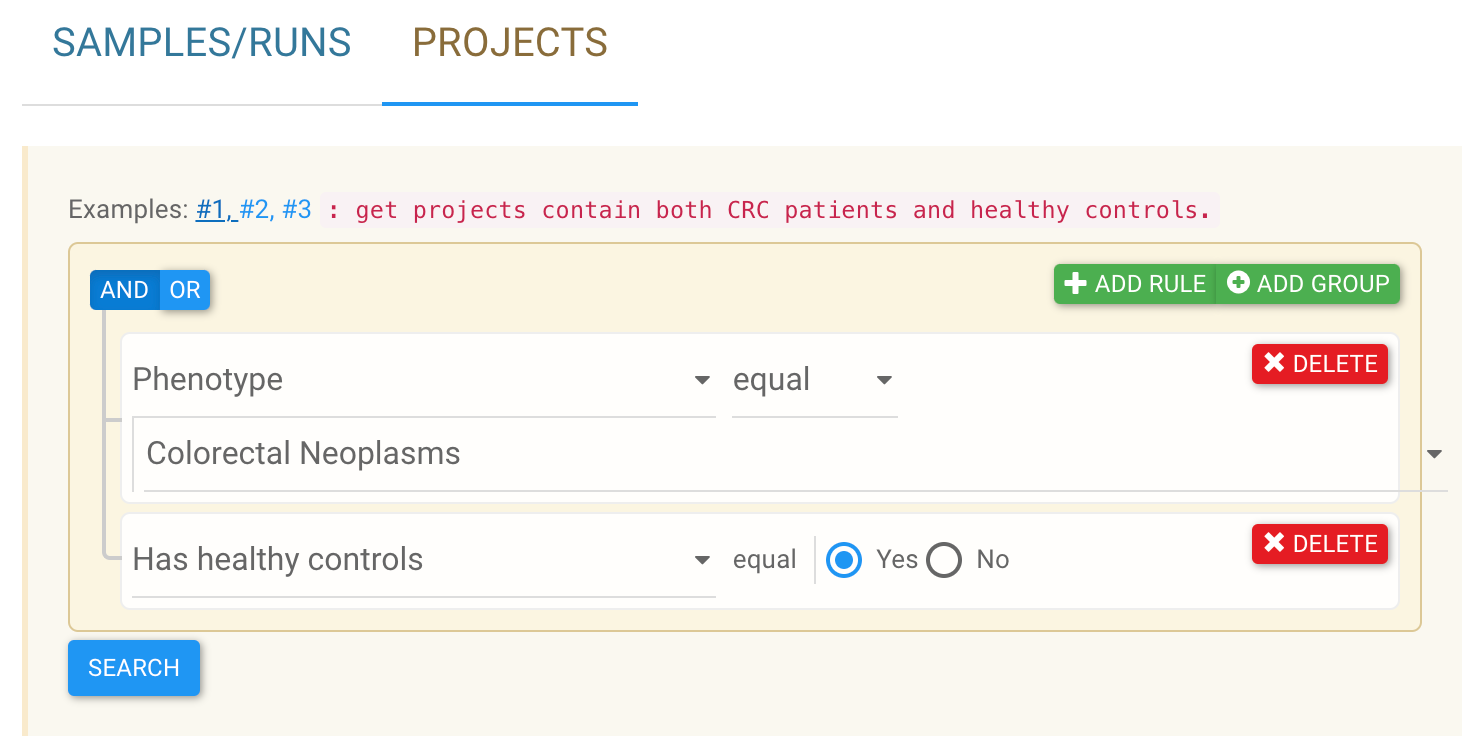 SAMPLES/RUNS PROJECTS
Examples: #1, #2, #3 : get projects contain both CRC patients and healthy controls.
AND OR ADD RULE ADD GROUP
Phenotype equal DELETE
Colorectal Neoplasms
Has healthy controls equal Yes No DELETE
SEARCH